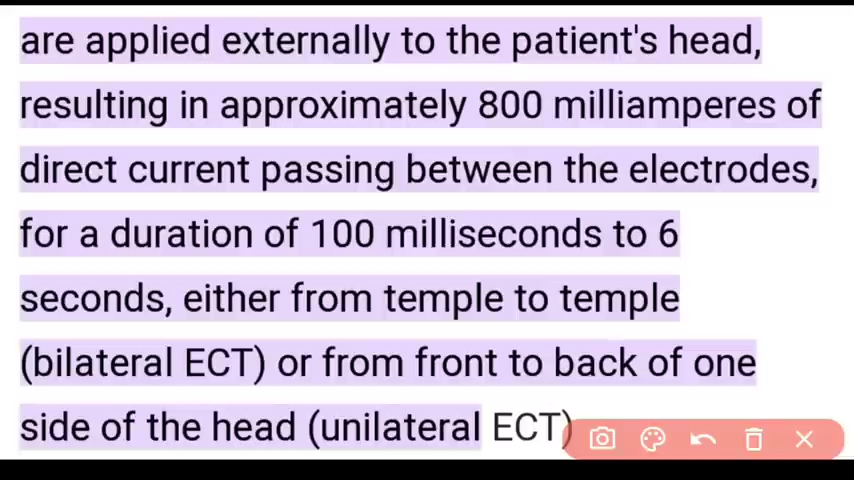 are applied externally to the patient's head,
resulting in approximately 800 milliamperes of
direct current passing between the electrodes,
for a duration of 100 milliseconds to 6
seconds, either from temple to temple
(bilateral ECT) or from front to back of one
side of the head (unilateral ECT)